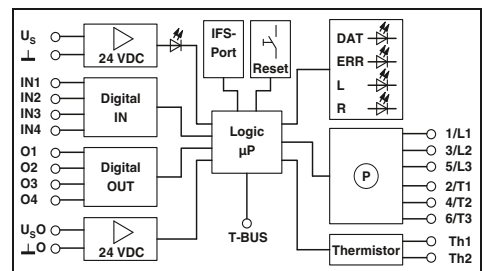 U_S
⊥
24 VDC
IN1
IN2
IN3
IN4
Digital
IN
O1
O2
O3
O4
Digital
OUT
U_SO
⊥O
24 VDC
IFS-
Port
Reset
Logic
µP
T-BUS
DAT
ERR
L
R
P
1/L1
3/L2
5/L3
2/T1
4/T2
6/T3
Thermistor
Th1
Th2